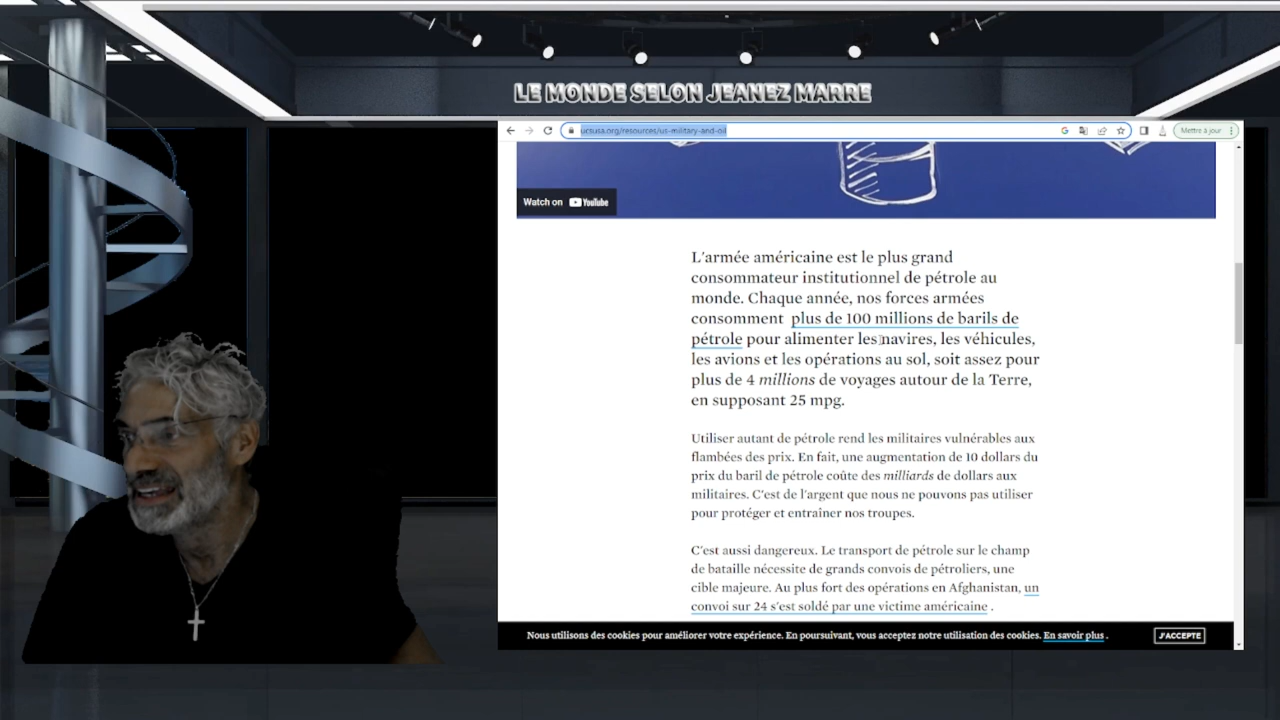 LE MONDE SELON JEANEZ MARRE
ucsusa.org/resources/us-military-and-oil
Mettre à jour
Watch on YouTube
L'armée américaine est le plus grand
consommateur institutionnel de pétrole au
monde. Chaque année, nos forces armées
consomment plus de 100 millions de barils de
pétrole pour alimenter les navires, les véhicules,
les avions et les opérations au sol, soit assez pour
plus de 4 millions de voyages autour de la Terre,
en supposant 25 mpg.
Utiliser autant de pétrole rend les militaires vulnérables aux
flambées des prix. En fait, une augmentation de 10 dollars du
prix du baril de pétrole coûte des milliards de dollars aux
militaires. C'est de l'argent que nous ne pouvons pas utiliser
pour protéger et entraîner nos troupes.
C'est aussi dangereux. Le transport de pétrole sur le champ
de bataille nécessite de grands convois de pétroliers, une
cible majeure. Au plus fort des opérations en Afghanistan, un
convoi sur 24 s'est soldé par une victime américaine .
Nous utilisons des cookies pour améliorer votre expérience. En poursuivant, vous acceptez notre utilisation des cookies. En savoir plus .
J'ACCEPTE